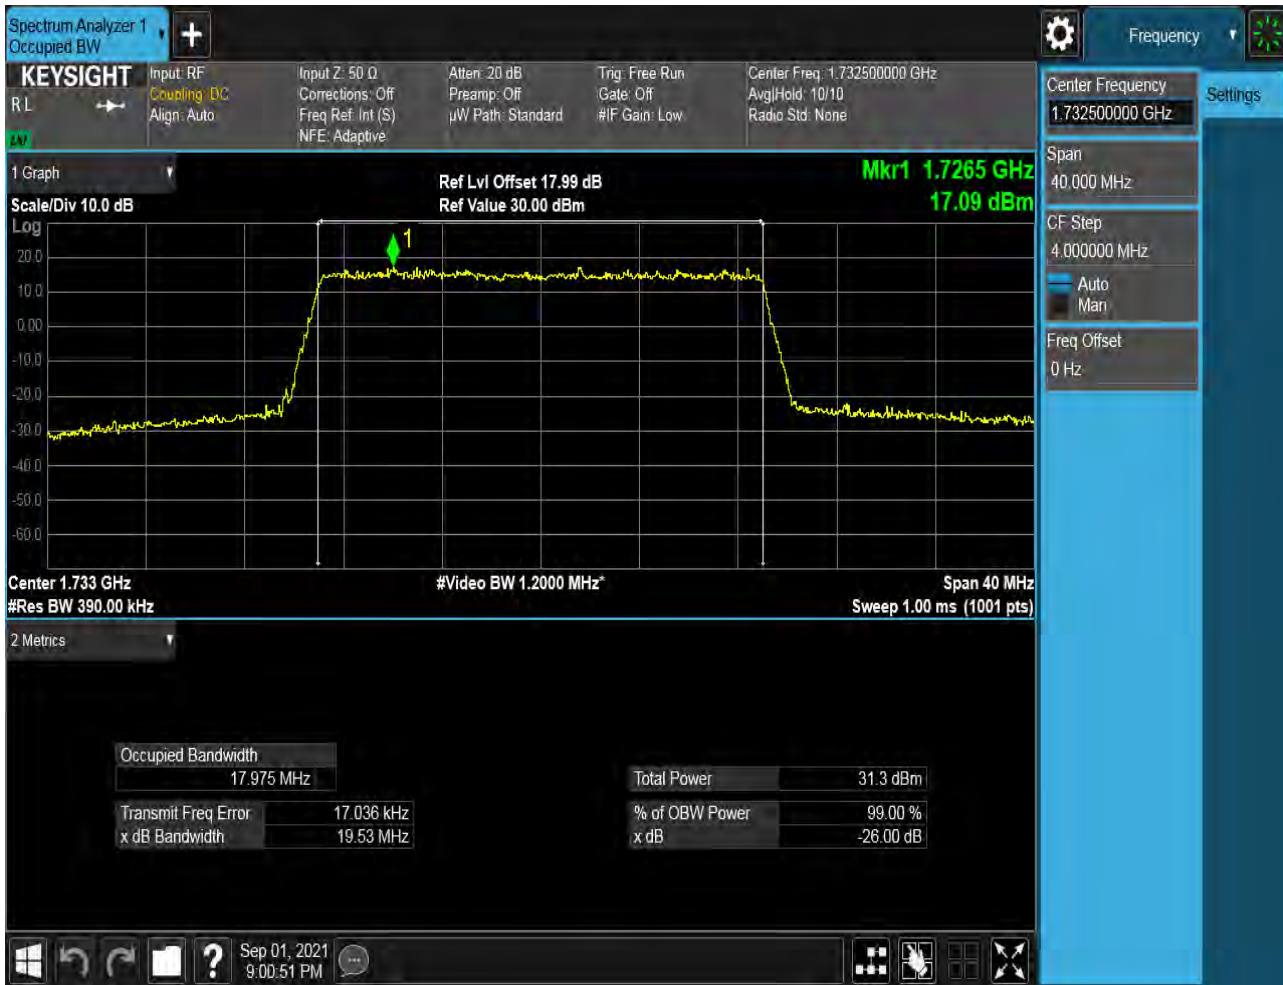 Spectrum Analyzer 1
Occupied BW
Frequency
KEYSIGHT
R L
Input: RF
Coupling: DC
Align: Auto
Input Z: 50 Ω
Corrections: Off
Freq Ref: Int (S)
NFE: Adaptive
Atten: 20 dB
Preamp: Off
µW Path: Standard
Trig: Free Run
Gate: Off
#IF Gain: Low
Center Freq: 1.732500000 GHz
Avg|Hold: 10/10
Radio Std: None
Center Frequency
1.732500000 GHz
Settings
Span
40.000 MHz
CF Step
4.000000 MHz
Auto
Man
Freq Offset
0 Hz
1 Graph
Scale/Div 10.0 dB
Ref Lvl Offset 17.99 dB
Ref Value 30.00 dBm
Mkr1 1.7265 GHz
17.09 dBm
Log
20.0
10.0
0.00
-10.0
-20.0
-30.0
-40.0
-50.0
-60.0
1
Center 1.733 GHz
#Res BW 390.00 kHz
#Video BW 1.2000 MHz*
Span 40 MHz
Sweep 1.00 ms (1001 pts)
2 Metrics
Occupied Bandwidth
17.975 MHz
Transmit Freq Error 17.036 kHz
x dB Bandwidth 19.53 MHz
Total Power 31.3 dBm
% of OBW Power 99.00 %
x dB -26.00 dB
Sep 01, 2021
9:00:51 PM